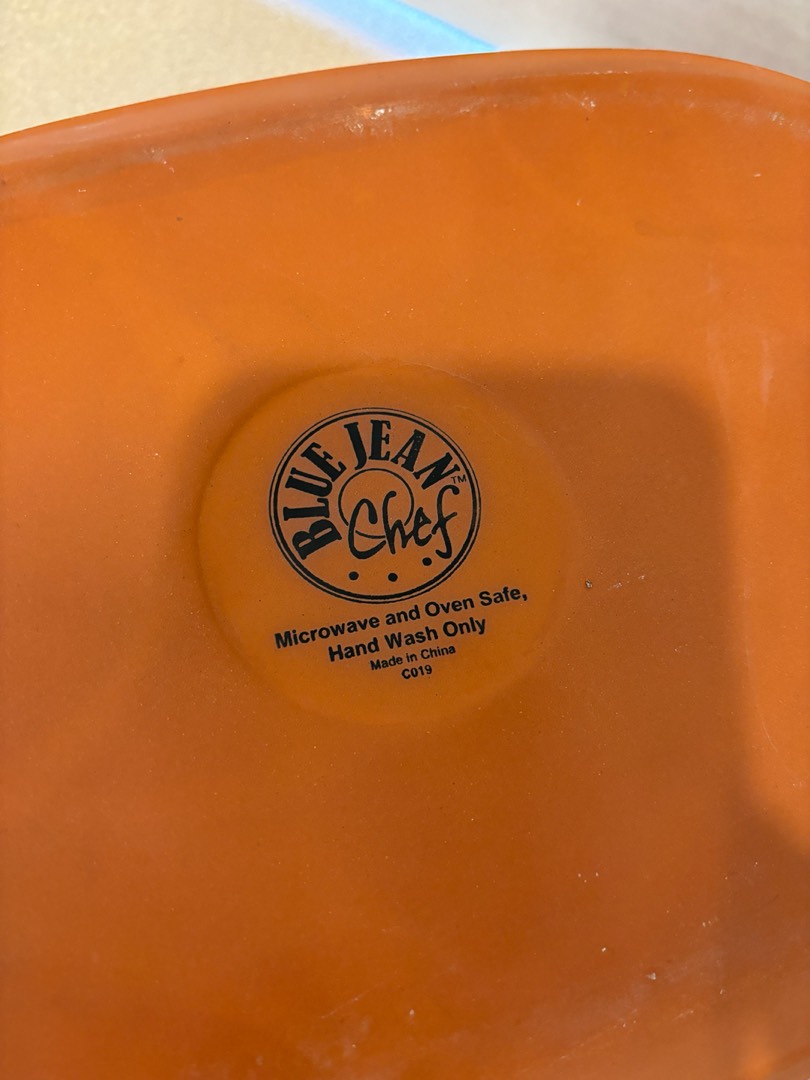 BLUE JEAN™
Chef
Microwave and Oven Safe,
Hand Wash Only
Made in China
C019